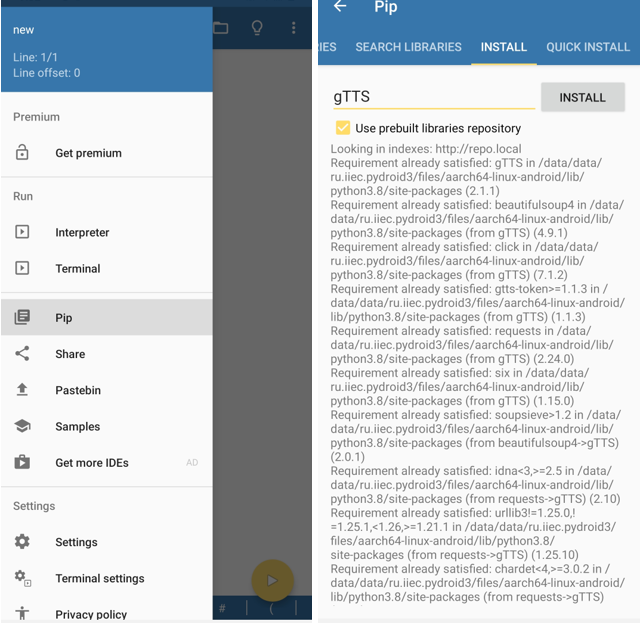 new
Line: 1/1
Line offset: 0
Premium
Get premium
Run
Interpreter
Terminal
Pip
Share
Pastebin
Samples
Get more IDEs
AD
Settings
Settings
Terminal settings
Privacy policy
# | ( |
Pip
IES SEARCH LIBRARIES INSTALL QUICK INSTALL
gTTS
INSTALL
Use prebuilt libraries repository
Looking in indexes: http://repo.local
Requirement already satisfied: gTTS in /data/data/
ru.iiec.pydroid3/files/aarch64-linux-android/lib/
python3.8/site-packages (2.1.1)
Requirement already satisfied: beautifulsoup4 in /data/
data/ru.iiec.pydroid3/files/aarch64-linux-android/lib/
python3.8/site-packages (from gTTS) (4.9.1)
Requirement already satisfied: click in /data/data/
ru.iiec.pydroid3/files/aarch64-linux-android/lib/
python3.8/site-packages (from gTTS) (7.1.2)
Requirement already satisfied: gtts-token>=1.1.3 in /
data/data/ru.iiec.pydroid3/files/aarch64-linux-android/
lib/python3.8/site-packages (from gTTS) (1.1.3)
Requirement already satisfied: requests in /data/
data/ru.iiec.pydroid3/files/aarch64-linux-android/lib/
python3.8/site-packages (from gTTS) (2.24.0)
Requirement already satisfied: six in /data/data/
ru.iiec.pydroid3/files/aarch64-linux-android/lib/
python3.8/site-packages (from gTTS) (1.15.0)
Requirement already satisfied: soupsieve>1.2 in /data/
data/ru.iiec.pydroid3/files/aarch64-linux-android/lib/
python3.8/site-packages (from beautifulsoup4->gTTS)
(2.0.1)
Requirement already satisfied: idna<3,>=2.5 in /data/
data/ru.iiec.pydroid3/files/aarch64-linux-android/lib/
python3.8/site-packages (from requests->gTTS) (2.10)
Requirement already satisfied: urllib3!=1.25.0,!
=1.25.1,<1.26,>=1.21.1 in /data/data/ru.iiec.pydroid3/
files/aarch64-linux-android/lib/python3.8/
site-packages (from requests->gTTS) (1.25.10)
Requirement already satisfied: chardet<4,>=3.0.2 in /
data/data/ru.iiec.pydroid3/files/aarch64-linux-android/
lib/python3.8/site-packages (from requests->gTTS)